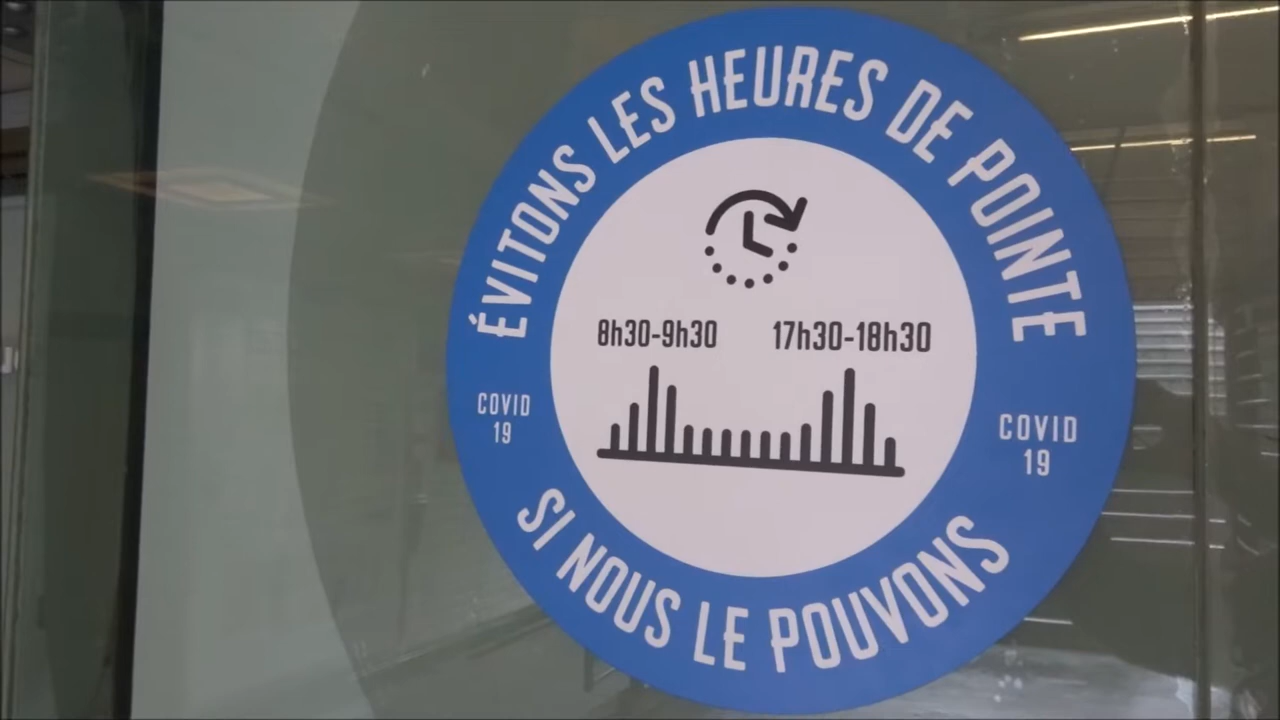 ÉVITONS LES HEURES DE POINTE
8h30-9h30 17h30-18h30
COVID
19
COVID
19
SI NOUS LE POUVONS